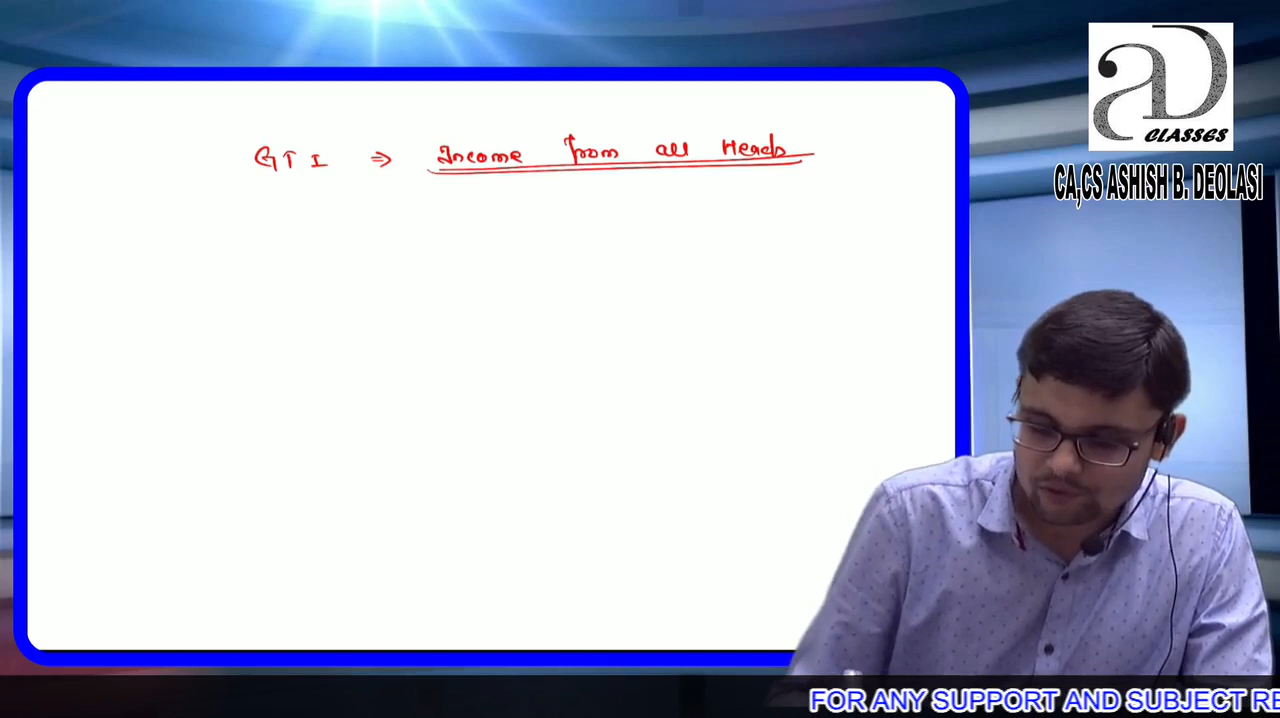 GTI ⇒ Income from all Heads
aD
CLASSES
CA,CS ASHISH B. DEOLASI
FOR ANY SUPPORT AND SUBJECT RE